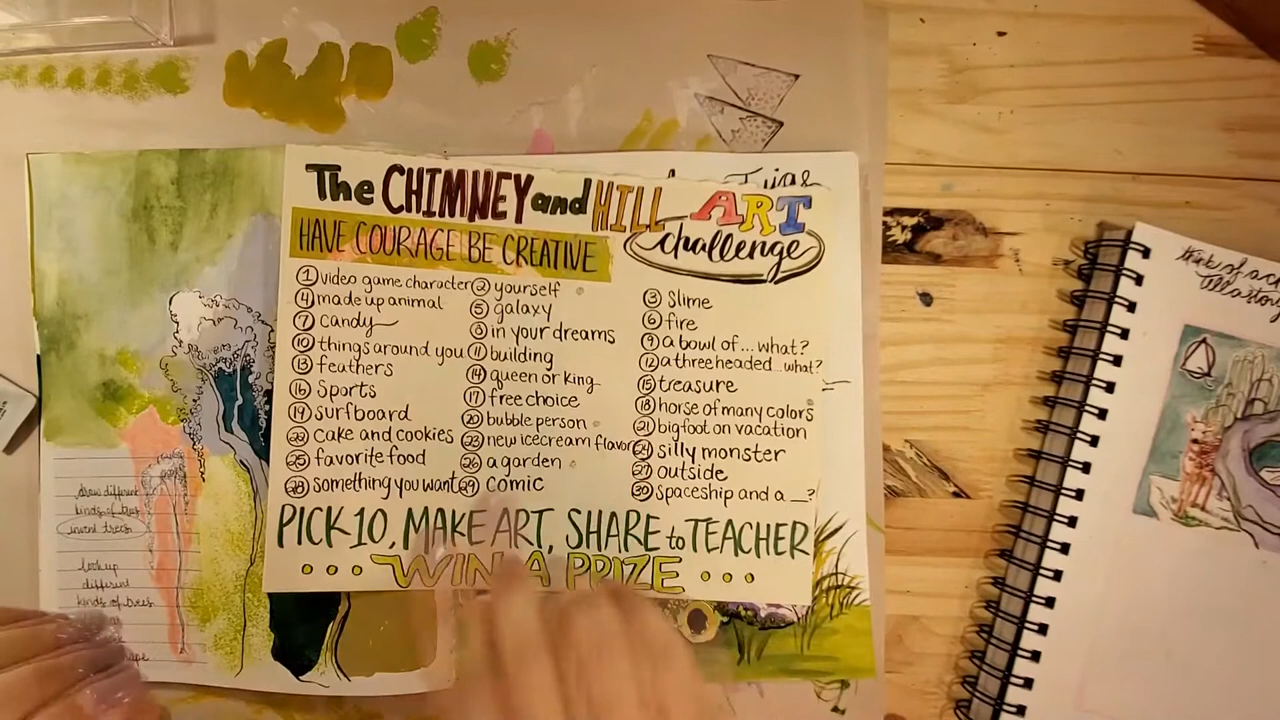 The CHIMNEY and HILL ART
challenge
HAVE COURAGE BE CREATIVE
1 video game character 2 yourself 3 slime
4 made up animal 5 galaxy 6 fire
7 candy 8 in your dreams 9 a bowl of... what?
10 things around you 11 building 12 a three headed...what?
13 feathers 14 queen or king 15 treasure
16 Sports 17 free choice 18 horse of many colors
19 surfboard 20 bubble person 21 bigfoot on vacation
22 cake and cookies 23 new icecream flavor 24 silly monster
25 favorite food 26 a garden 27 outside
28 something you want 29 comic 30 spaceship and a __?
PICK 10, MAKE ART, SHARE to TEACHER
... WIN A PRIZE ...
draw different
kinds of
invent trees
look up
different
kinds of trees
think of a